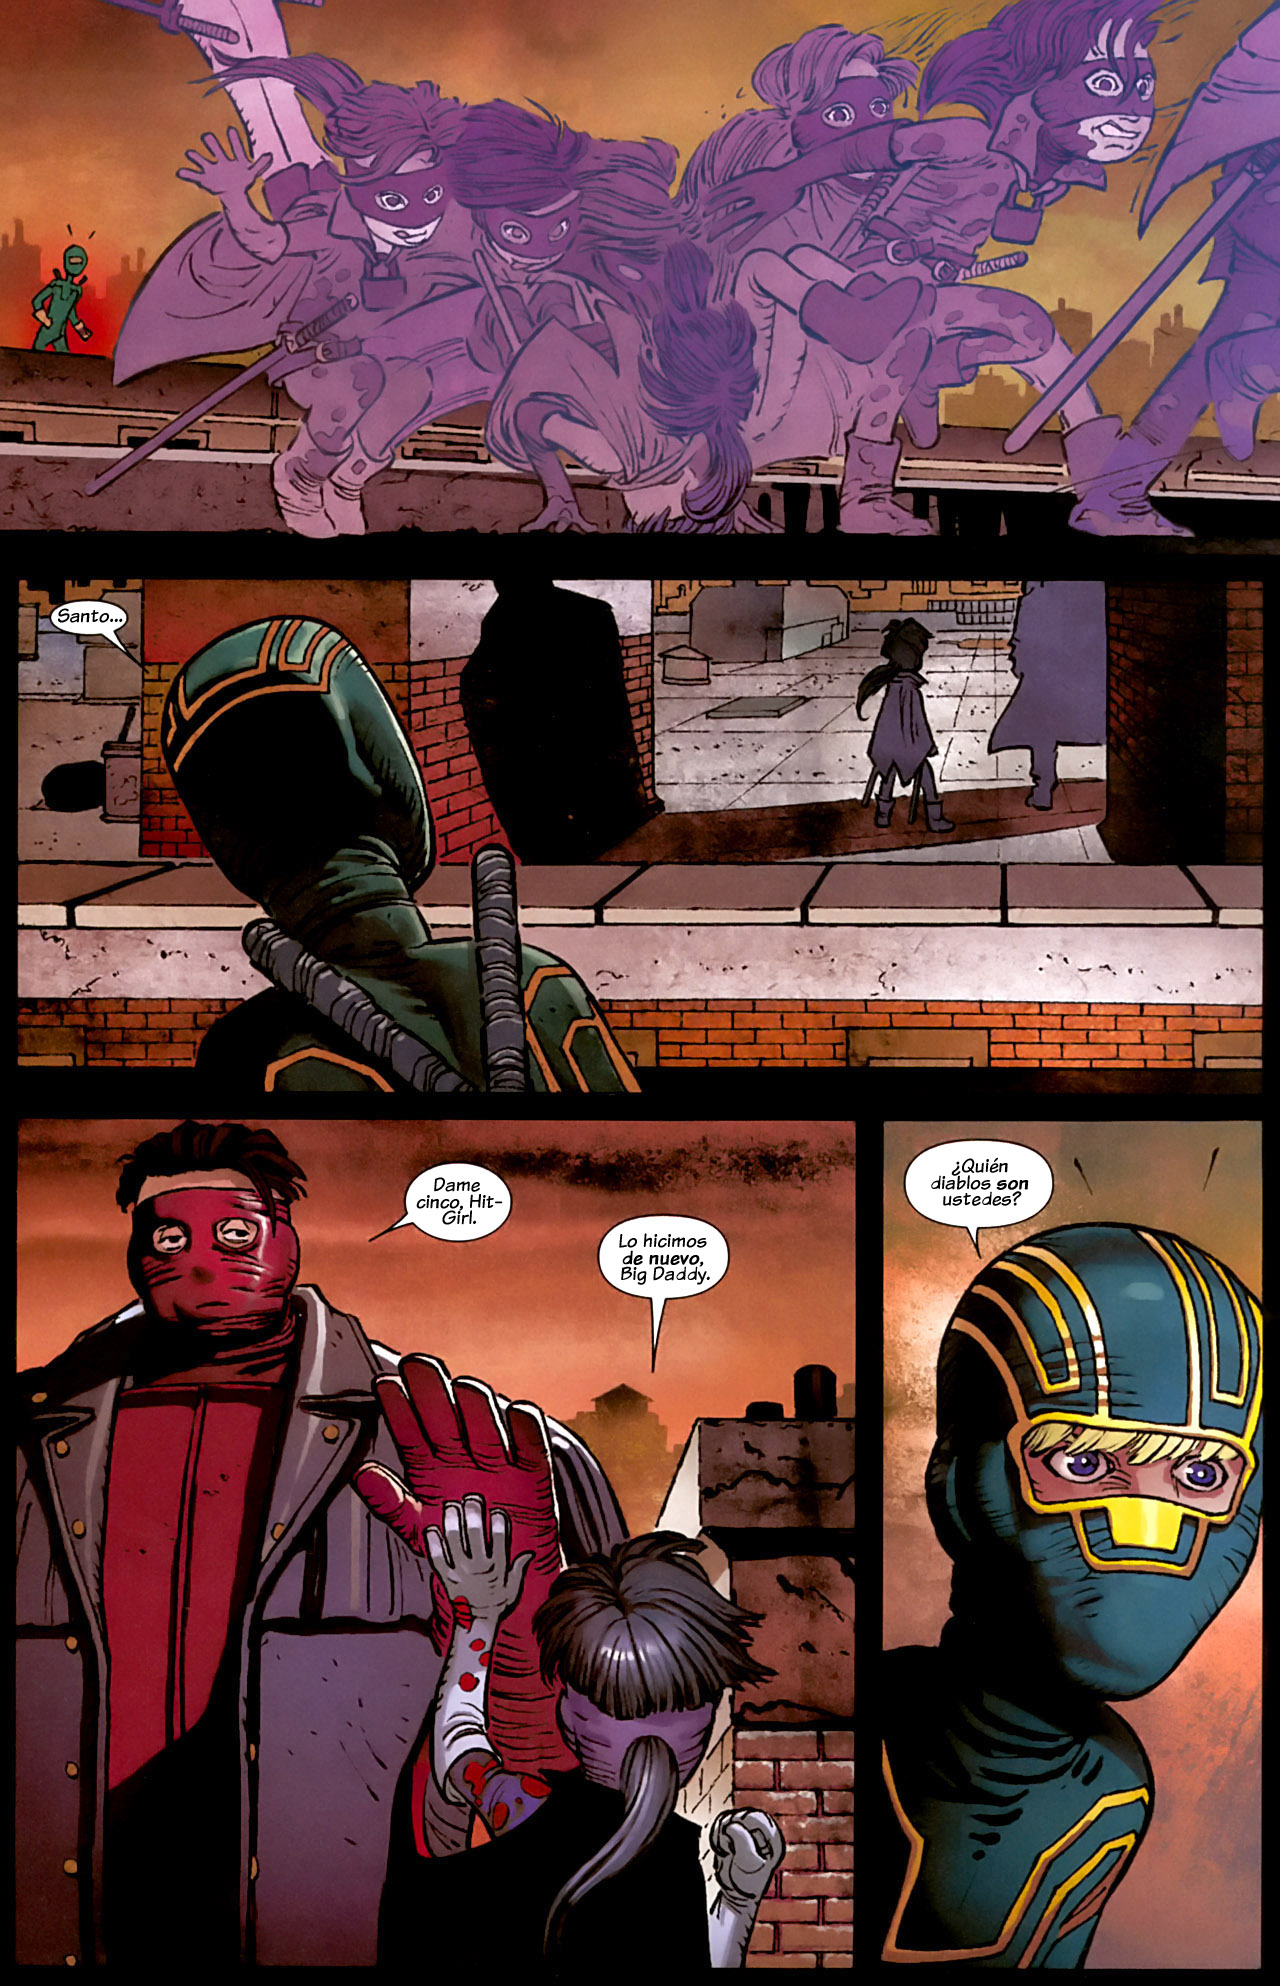 Santo...
Dame
cinco, Hit-
Girl.
Lo hicimos
de nuevo,
Big Daddy.
¿Quién
diablos son
ustedes?